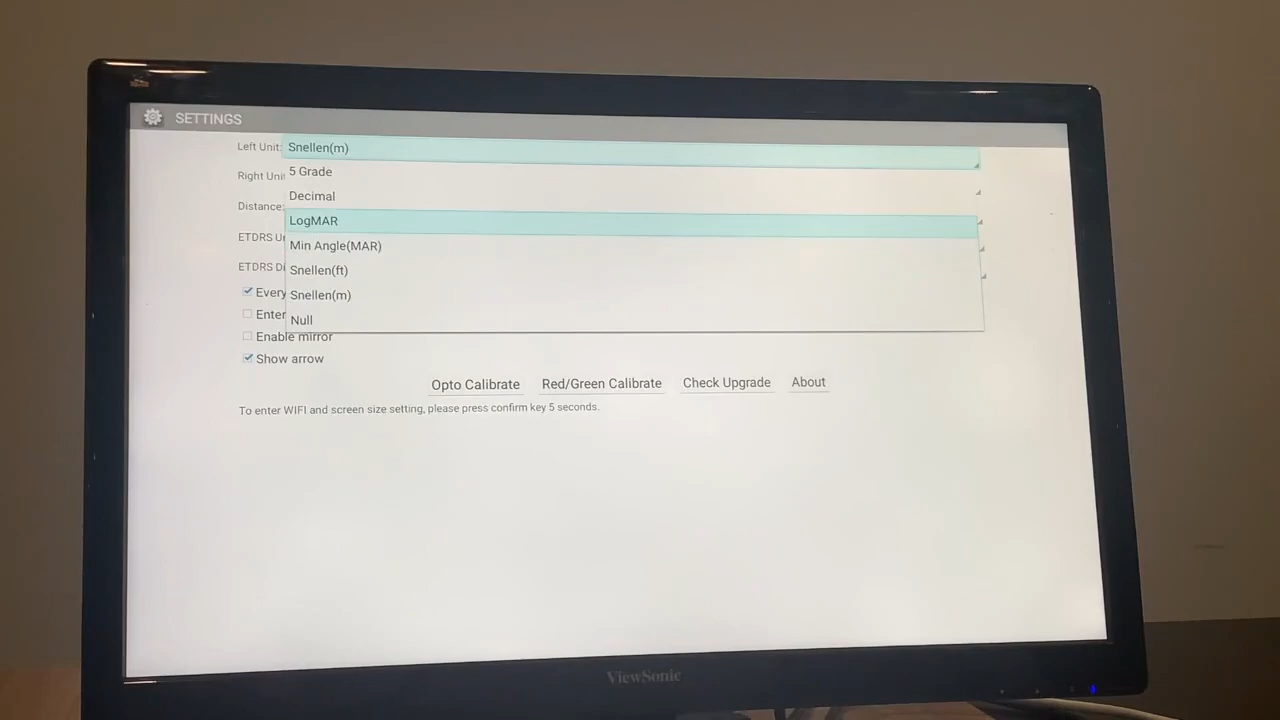 SETTINGS
Left Unit: Snellen(m)
5 Grade
Right Uni
Decimal
Distance:
LogMAR
ETDRS U
Min Angle(MAR)
ETDRS Di
Snellen(ft)
Every
Snellen(m)
Enter
Null
Enable mirror
Show arrow
Opto Calibrate Red/Green Calibrate Check Upgrade About
To enter WIFI and screen size setting, please press confirm key 5 seconds.
ViewSonic